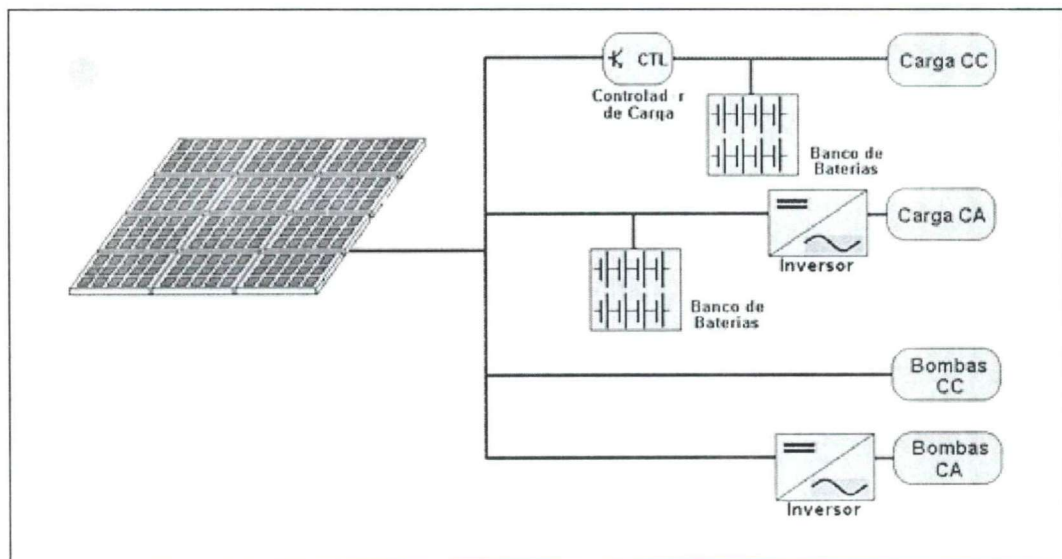 CTL
Controlad r
de Carga
Carga CC
Banco de
Baterias
Carga CA
Inversor
Banco de
Baterias
Bombas
CC
Bombas
CA
Inversor